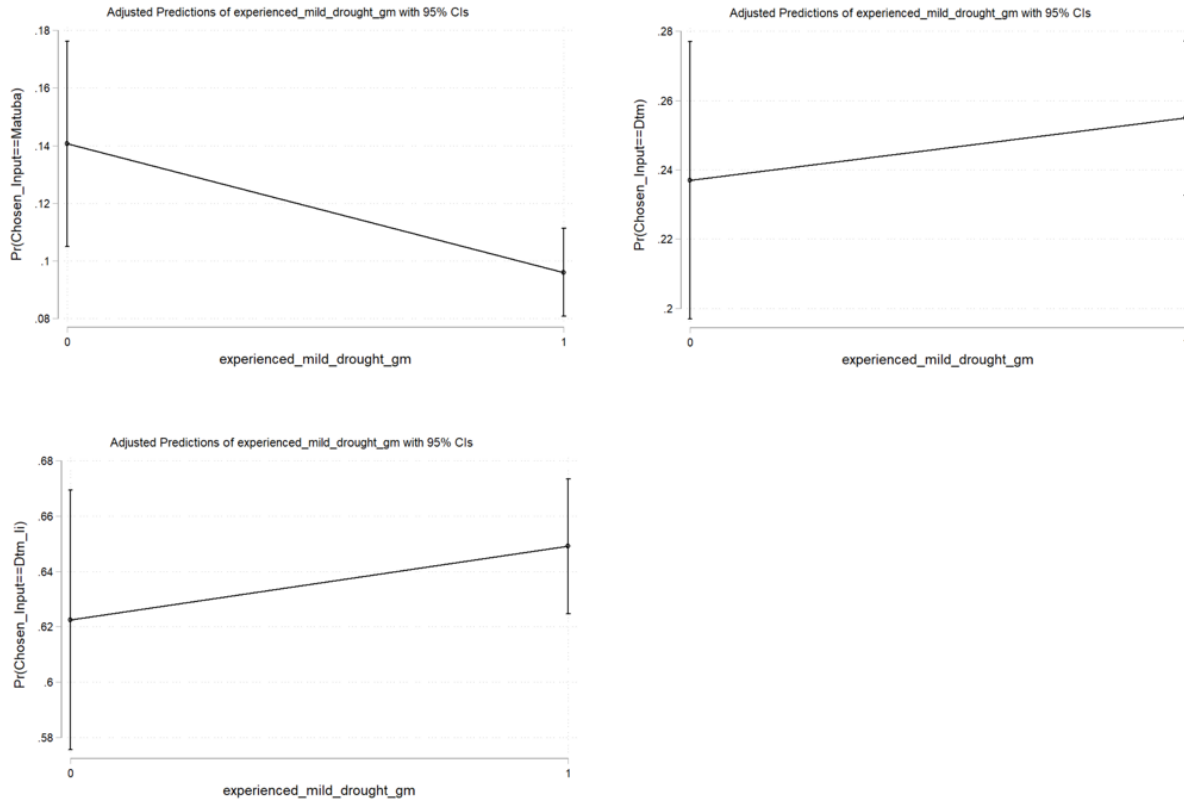 Adjusted Predictions of experienced_mild_drought_gm with 95% CIs
Pr(Chosen_Input==Matuba)
.18
.16
.14
.12
.1
.08
0
1
experienced_mild_drought_gm
Adjusted Predictions of experienced_mild_drought_gm with 95% CIs
Pr(Chosen_Input==Dtm)
.28
.26
.24
.22
.2
0
experienced_mild_drought_gm
Adjusted Predictions of experienced_mild_drought_gm with 95% CIs
Pr(Chosen_Input==Dtm_Ii)
.68
.66
.64
.62
.6
.58
0
1
experienced_mild_drought_gm